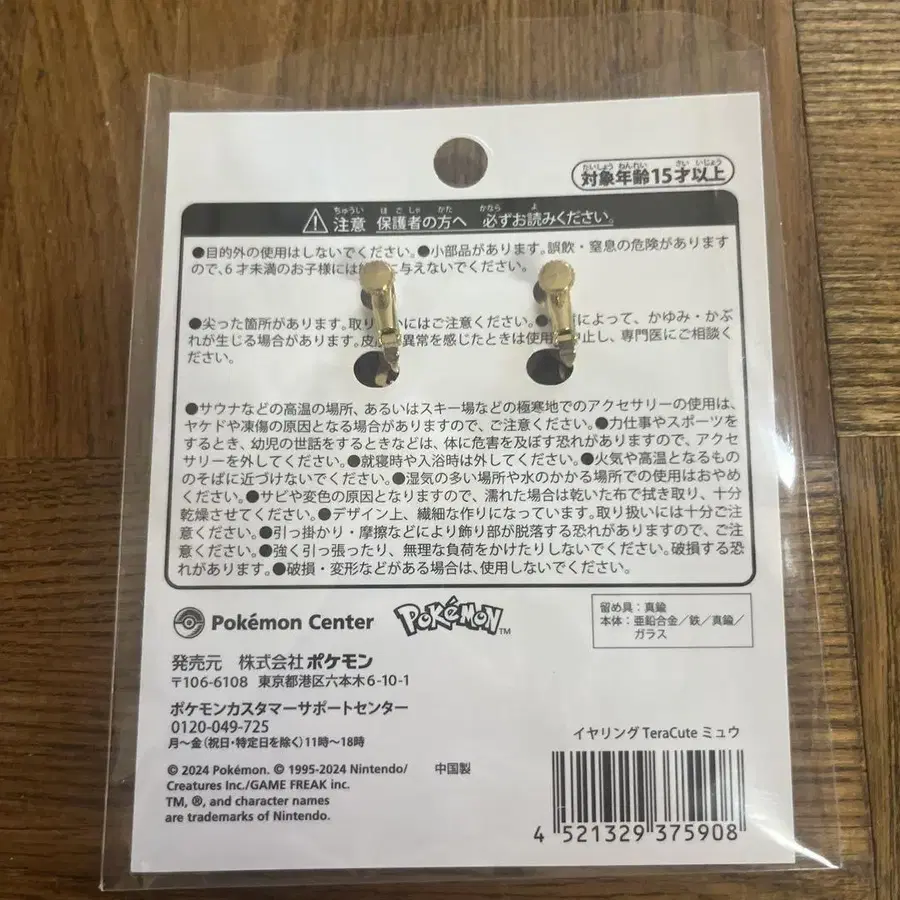 対象年齢15才以上
たいしょう ねんれい さい いじょう
注意 保護者の方へ 必ずお読みください。
ちゅうい ほ ご しゃ かた かなら よ
●目的外の使用はしないでください。●小部品があります。誤飲・窒息の危険があります
ので、6才未満のお子様には に与えないでください。
●尖った箇所があります。取り いにはご注意ください。 によって、かゆみ・かぶ
れが生じる場合があります。皮 異常を感じたときは使用 中止し、専門医にご相談く
ださい。
●サウナなどの高温の場所、あるいはスキー場などの極寒地でのアクセサリーの使用は、
ヤケドや凍傷の原因となる場合がありますので、ご注意ください。●力仕事やスポーツを
するとき、幼児の世話をするときなどは、体に危害を及ぼす恐れがありますので、アクセ
サリーを外してください。●就寝時や入浴時は外してください。●火気や高温となるもの
のそばに近づけないでください。●湿気の多い場所や水のかかる場所での使用はおやめ
ください。●サビや変色の原因となりますので、濡れた場合は乾いた布で拭き取り、十分
乾燥させてください。●デザイン上、繊細な作りになっています。取り扱いには十分ご注
意ください。●引っ掛かり・摩擦などにより飾り部が脱落する恐れがありますので、ご注
意ください。●強く引っ張ったり、無理な負荷をかけたりしないでください。破損する恐
れがあります。●破損・変形などがある場合は、使用しないでください。
Pokémon Center POKéMON TM
留め具：真鍮
本体：亜鉛合金／鉄／真鍮／
ガラス
発売元 株式会社ポケモン
〒106-6108 東京都港区六本木6-10-1
ポケモンカスタマーサポートセンター
0120-049-725
月～金（祝日・特定日を除く）11時～18時
イヤリング TeraCute ミュウ
© 2024 Pokémon. © 1995-2024 Nintendo/ 中国製
Creatures Inc./GAME FREAK inc.
TM, ®, and character names
are trademarks of Nintendo.
4 521329 375908